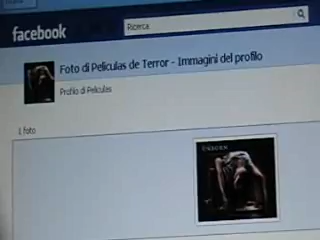 facebook
Ricerca
Foto di Peliculas de Terror - Immagini del profilo
Profilo di Peliculas
1 foto